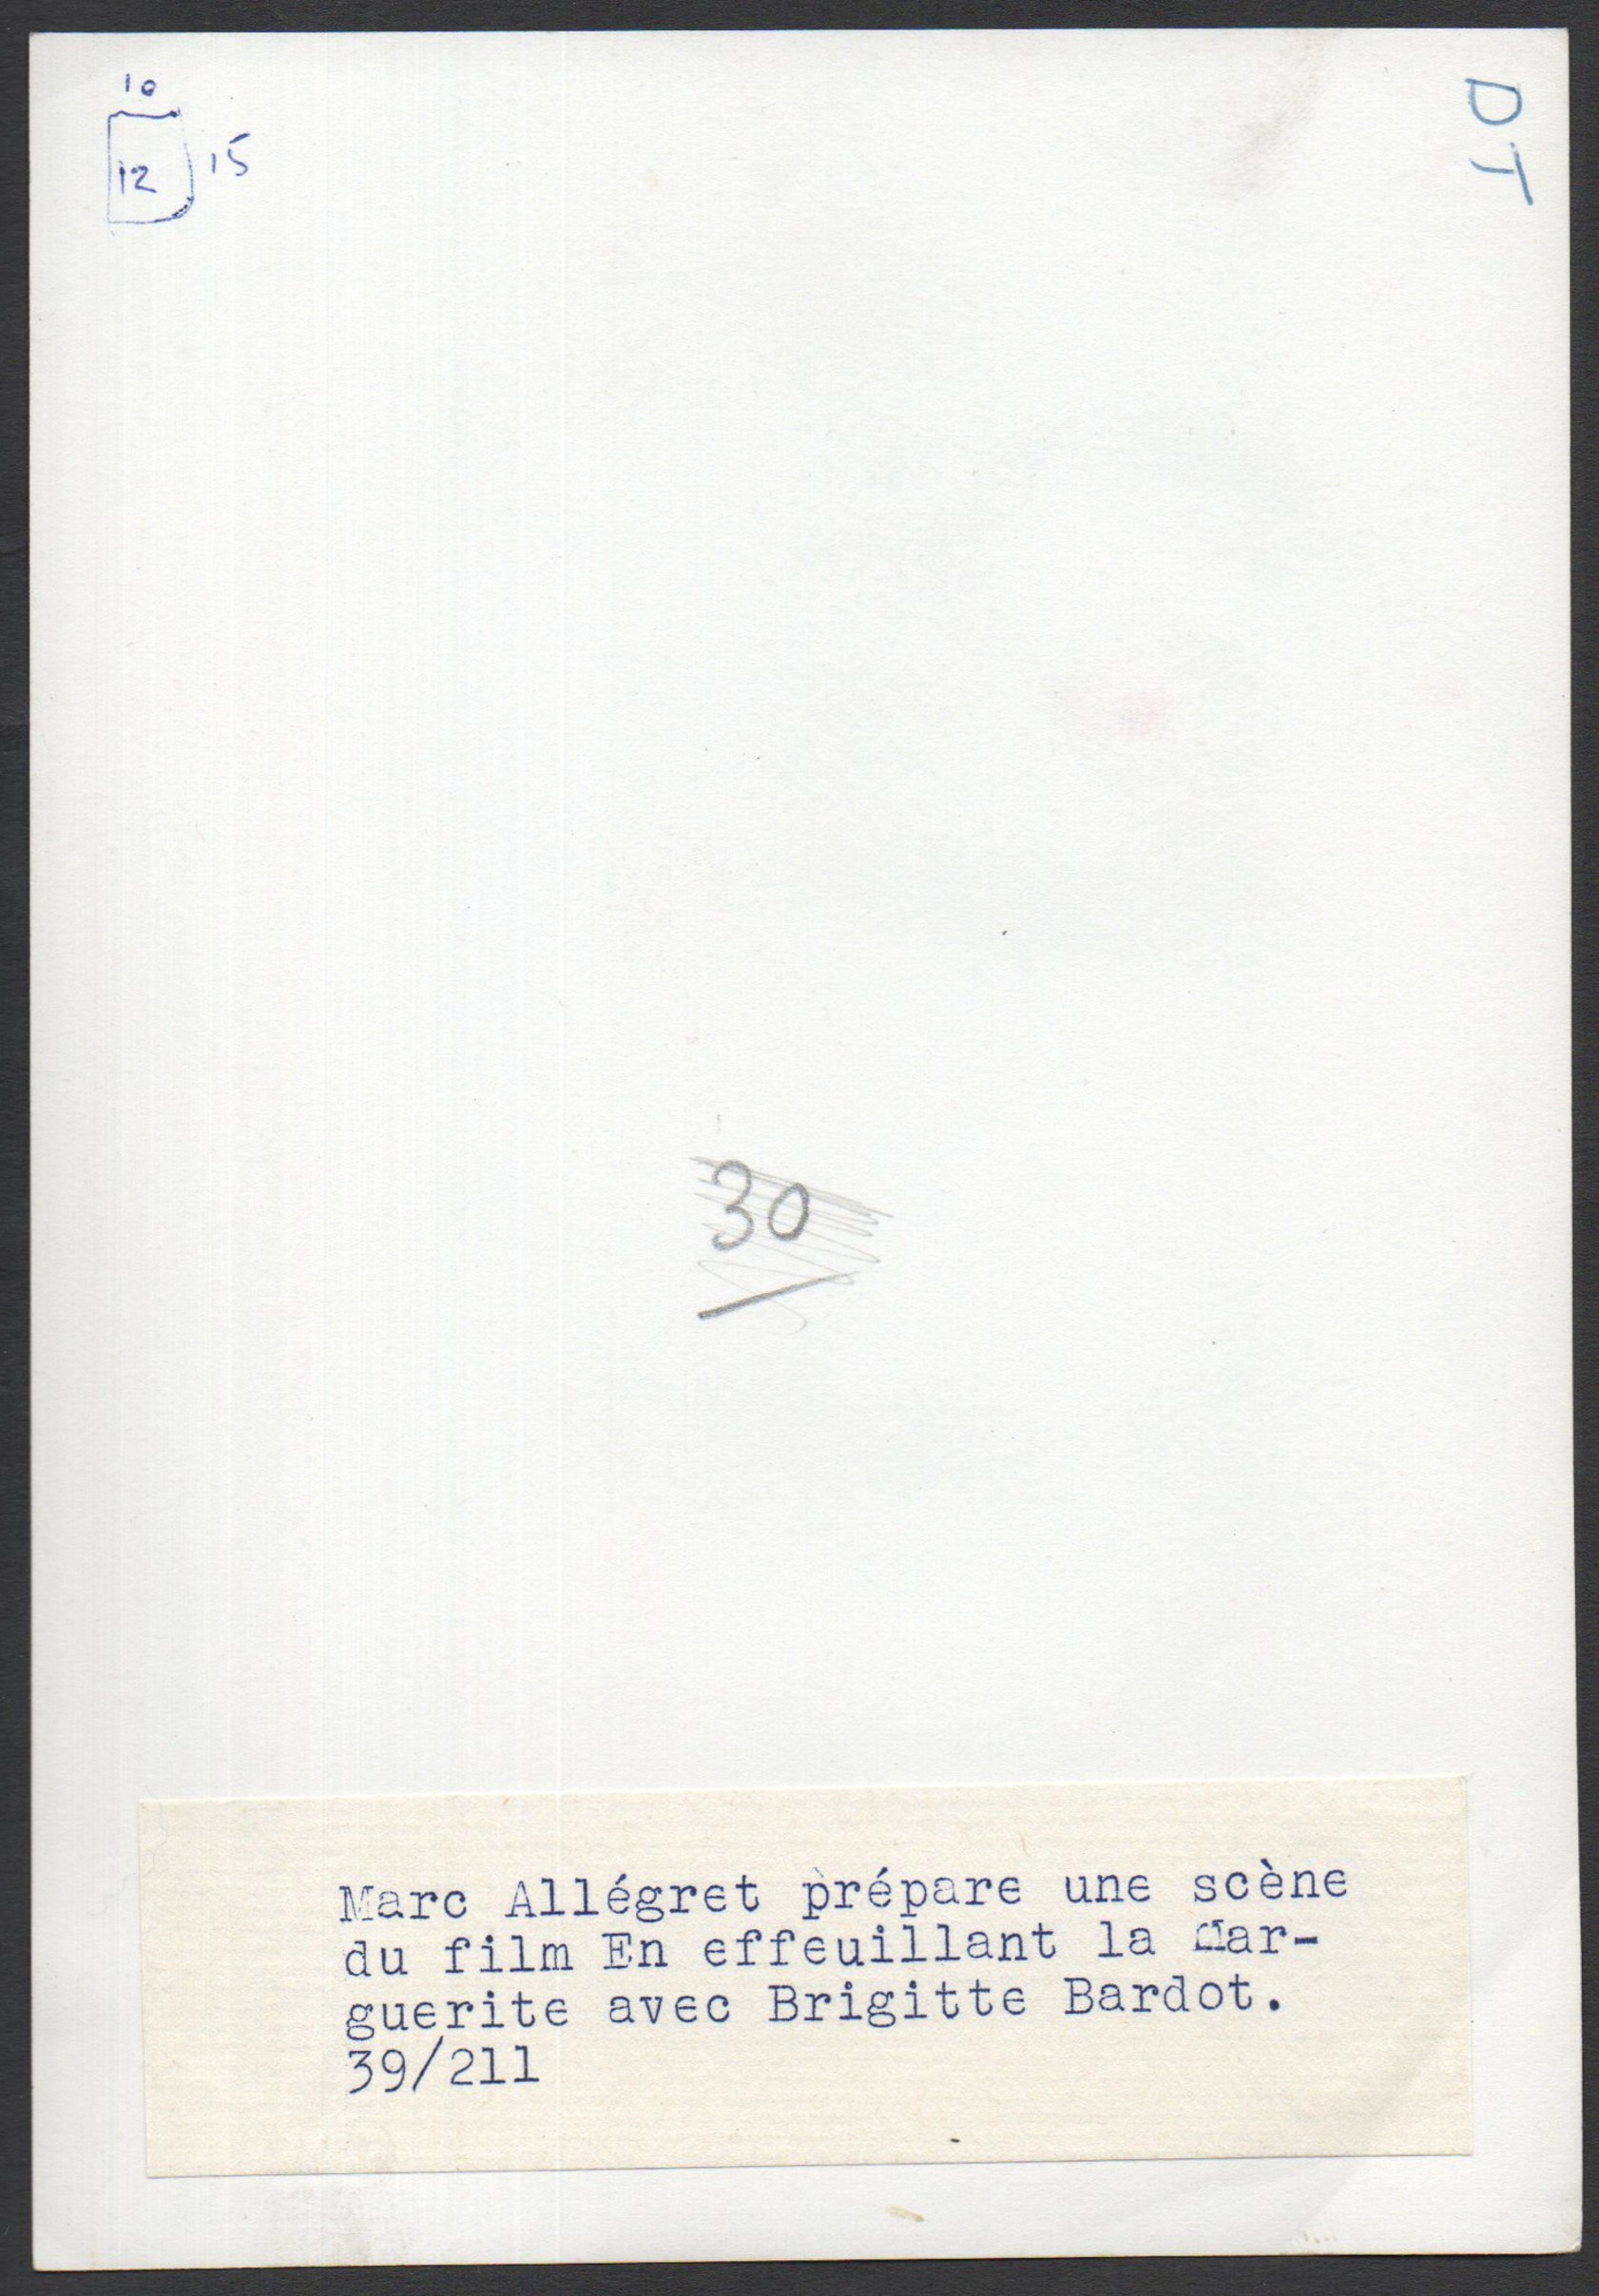 10
12 15
DT
30
Marc Allégret prépare une scène
du film En effeuillant la Mar-
guerite avec Brigitte Bardot.
39/211